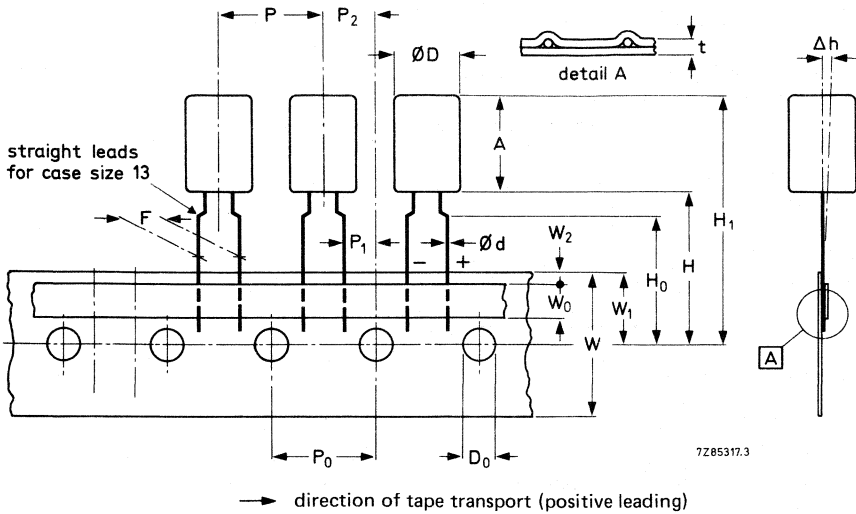 P P₂
ØD
detail A
t
Δh
straight leads
for case size 13
A
F
P₁
Ød
− +
W₂
W₀
W₁
W
H₀
H
H₁
A
P₀
D₀
7Z85317.3
→ direction of tape transport (positive leading)